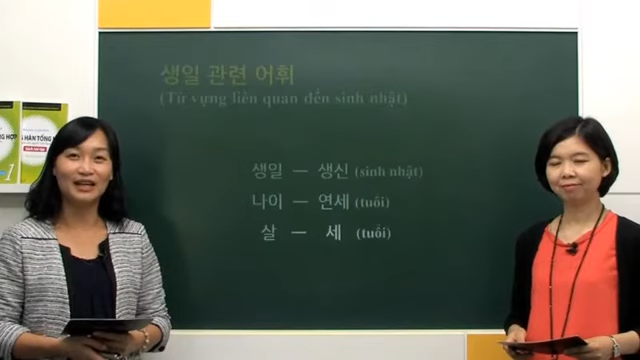 생일 관련 어휘
(Từ vựng liên quan đến sinh nhật)
생일 — 생신 (sinh nhật)
나이 — 연세 (tuổi)
살 — 세 (tuổi)